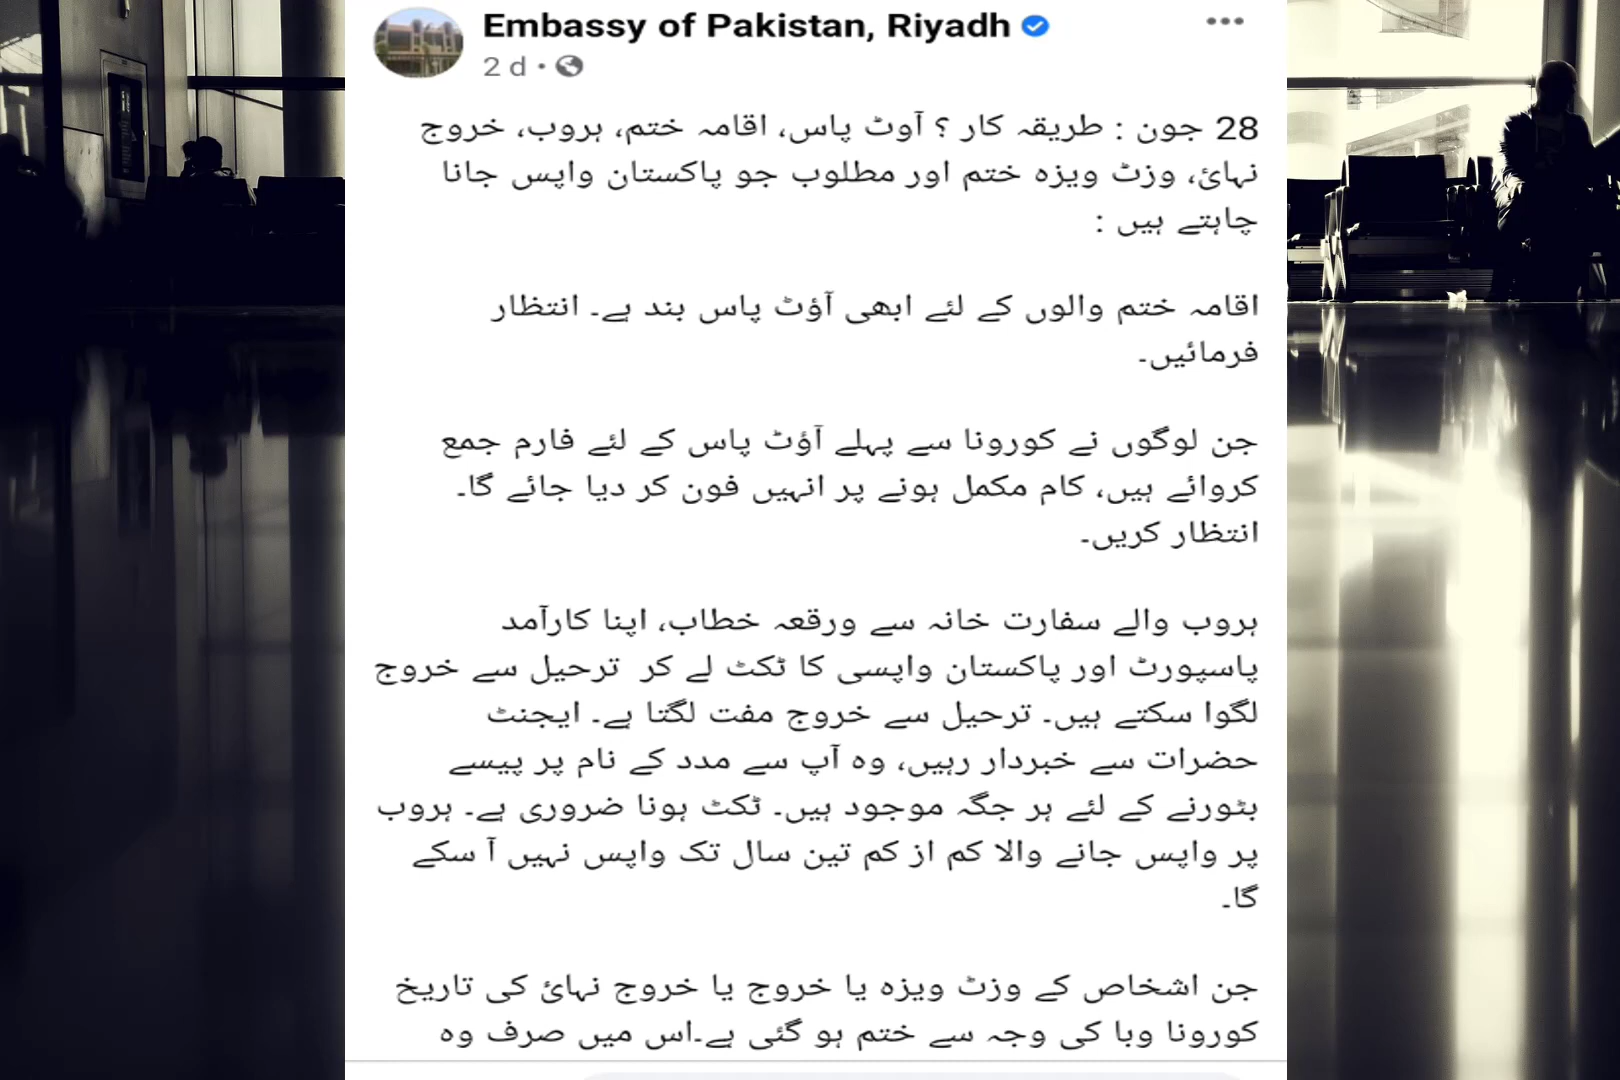 Embassy of Pakistan, Riyadh
2 d
28 جون : طریقہ کار ؟ آوٹ پاس، اقامہ ختم، ہروب، خروج
نہائ، وزٹ ویزہ ختم اور مطلوب جو پاکستان واپس جانا
چاہتے ہیں :
اقامہ ختم والوں کے لئے ابھی آؤٹ پاس بند ہے۔ انتظار
فرمائیں۔
جن لوگوں نے کورونا سے پہلے آؤٹ پاس کے لئے فارم جمع
کروائے ہیں، کام مکمل ہونے پر انہیں فون کر دیا جائے گا۔
انتظار کریں۔
ہروب والے سفارت خانہ سے ورقعہ خطاب، اپنا کارآمد
پاسپورٹ اور پاکستان واپسی کا ٹکٹ لے کر ترحیل سے خروج
لگوا سکتے ہیں۔ ترحیل سے خروج مفت لگتا ہے۔ ایجنٹ
حضرات سے خبردار رہیں، وہ آپ سے مدد کے نام پر پیسے
بٹورنے کے لئے ہر جگہ موجود ہیں۔ ٹکٹ ہونا ضروری ہے۔ ہروب
پر واپس جانے والا کم از کم تین سال تک واپس نہیں آ سکے
گا۔
جن اشخاص کے وزٹ ویزہ یا خروج یا خروج نہائ کی تاریخ
کورونا وبا کی وجہ سے ختم ہو گئی ہے۔اس میں صرف وہ